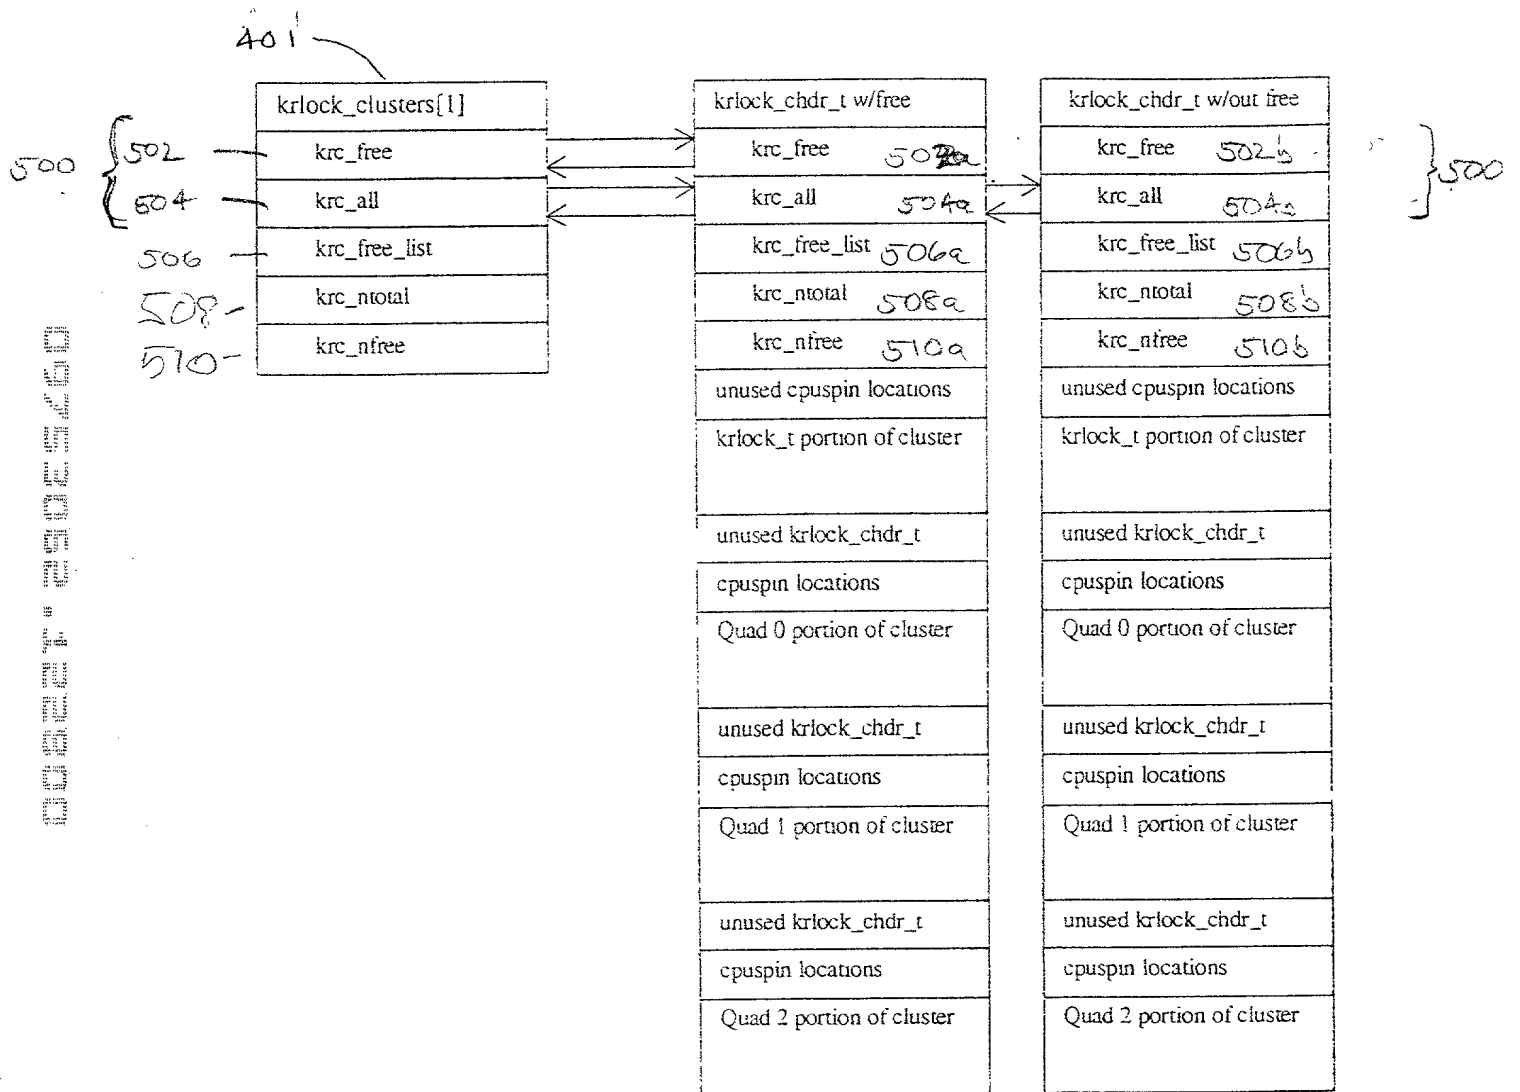 401
krlock_clusters[1]
krc_free
krc_all
krc_free_list
krc_ntotal
krc_nfree
500
502
504
506
508
510
krlock_chdr_t w/free
krc_free 502a
krc_all 504a
krc_free_list 506a
krc_ntotal 508a
krc_nfree 510a
unused cpuspin locations
krlock_t portion of cluster
unused krlock_chdr_t
cpuspin locations
Quad 0 portion of cluster
unused krlock_chdr_t
cpuspin locations
Quad 1 portion of cluster
unused krlock_chdr_t
cpuspin locations
Quad 2 portion of cluster
krlock_chdr_t w/out free
krc_free 502b
krc_all
krc_free_list 506b
krc_ntotal 508b
krc_nfree 510b
unused cpuspin locations
krlock_t portion of cluster
unused krlock_chdr_t
cpuspin locations
Quad 0 portion of cluster
unused krlock_chdr_t
cpuspin locations
Quad 1 portion of cluster
unused krlock_chdr_t
cpuspin locations
Quad 2 portion of cluster
500